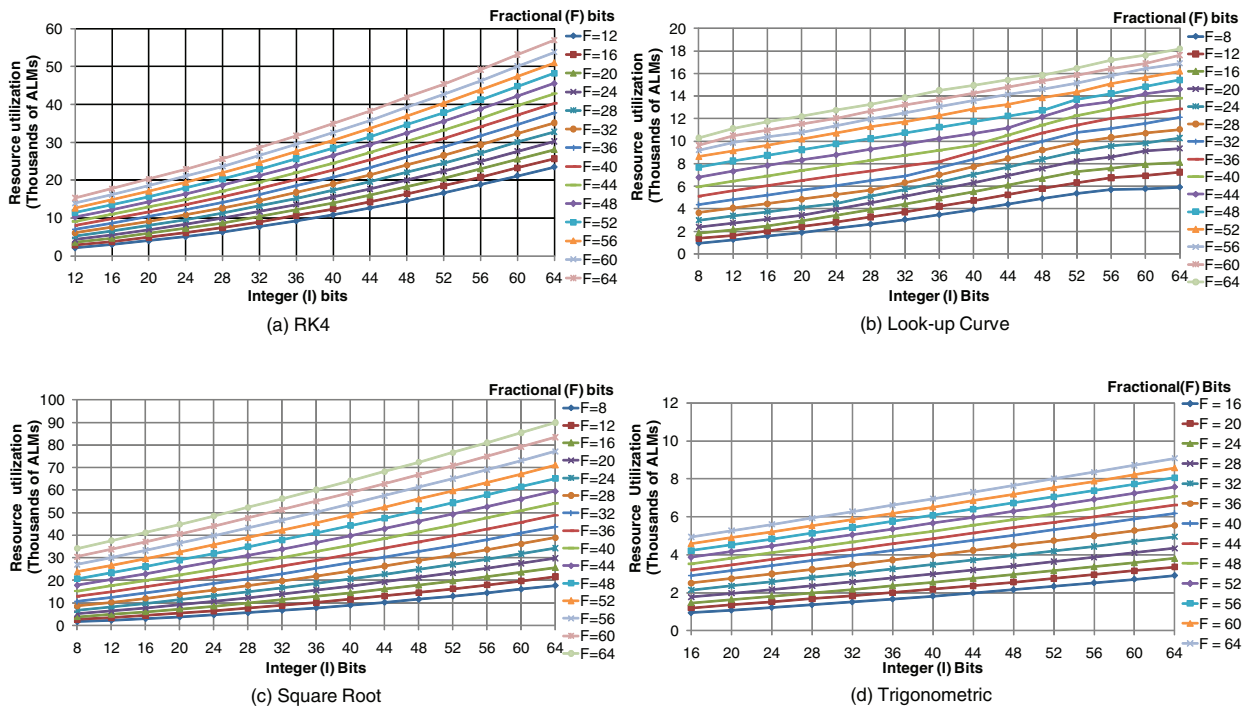 Fractional (F) bits
60
50
40
30
20
10
0
Resource utilization
(Thousands of ALMs)
12 16 20 24 28 32 36 40 44 48 52 56 60 64
Integer (I) bits
F=12
F=16
F=20
F=24
F=28
F=32
F=36
F=40
F=44
F=48
F=52
F=56
F=60
F=64
(a) RK4
Fractional (F) bits
20
18
16
14
12
10
8
6
4
2
0
Resource utilization
(Thousands of ALMs)
8 12 16 20 24 28 32 36 40 44 48 52 56 60 64
Integer (I) Bits
F=8
F=12
F=16
F=20
F=24
F=28
F=32
F=36
F=40
F=44
F=48
F=52
F=56
F=60
F=64
(b) Look-up Curve
Fractional (F) bits
100
90
80
70
60
50
40
30
20
10
0
Resource utilization
(Thousands of ALMs)
8 12 16 20 24 28 32 36 40 44 48 52 56 60 64
Integer (I) Bits
F=8
F=12
F=16
F=20
F=24
F=28
F=32
F=36
F=40
F=44
F=48
F=52
F=56
F=60
F=64
(c) Square Root
Fractional(F) Bits
12
10
8
6
4
2
0
Resource Utilization
(Thousands of ALMs)
16 20 24 28 32 36 40 44 48 52 56 60 64
Integer (I) Bits
F = 16
F = 20
F = 24
F = 28
F = 32
F = 36
F = 40
F = 44
F = 48
F = 52
F = 56
F = 60
F = 64
(d) Trigonometric